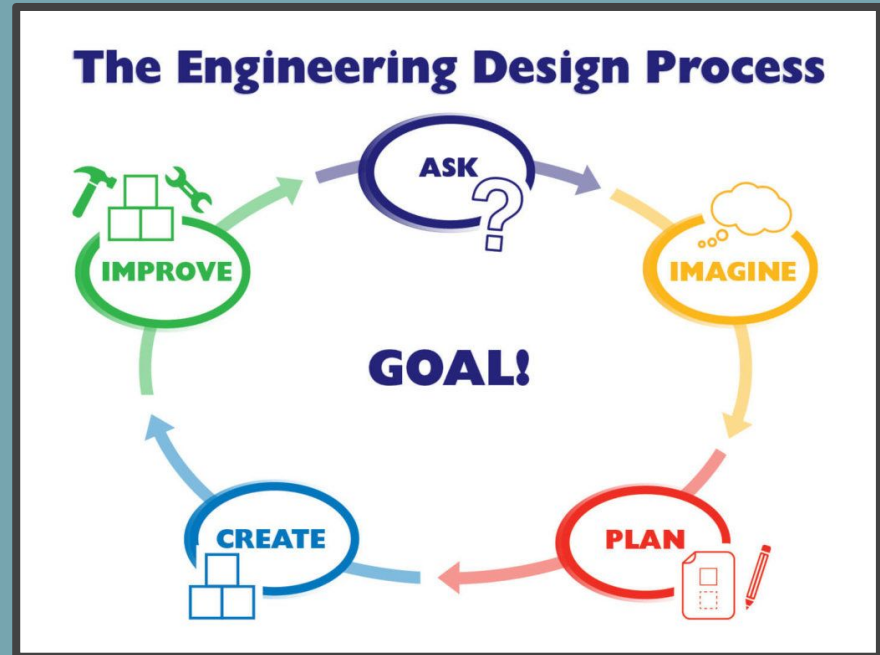 The Engineering Design Process
ASK
?
IMAGINE
PLAN
CREATE
IMPROVE
GOAL!